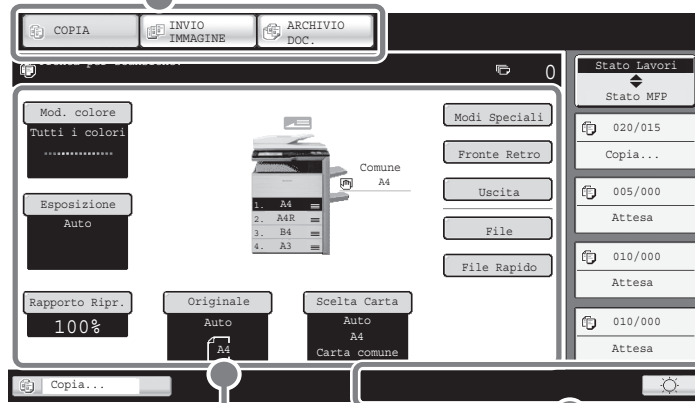 COPIA
INVIO
IMMAGINE
ARCHIVIO
DOC.
0
Stato Lavori
Stato MFP
Mod. colore
Tutti i colori
Esposizione
Auto
Rapporto Ripr.
100%
Originale
Auto
A4
Scelta Carta
Auto
A4
Carta comune
Comune
A4
1. A4
2. A4R
3. B4
4. A3
Modi Speciali
Fronte Retro
Uscita
File
File Rapido
020/015
Copia...
005/000
Attesa
010/000
Attesa
010/000
Attesa
Copia...